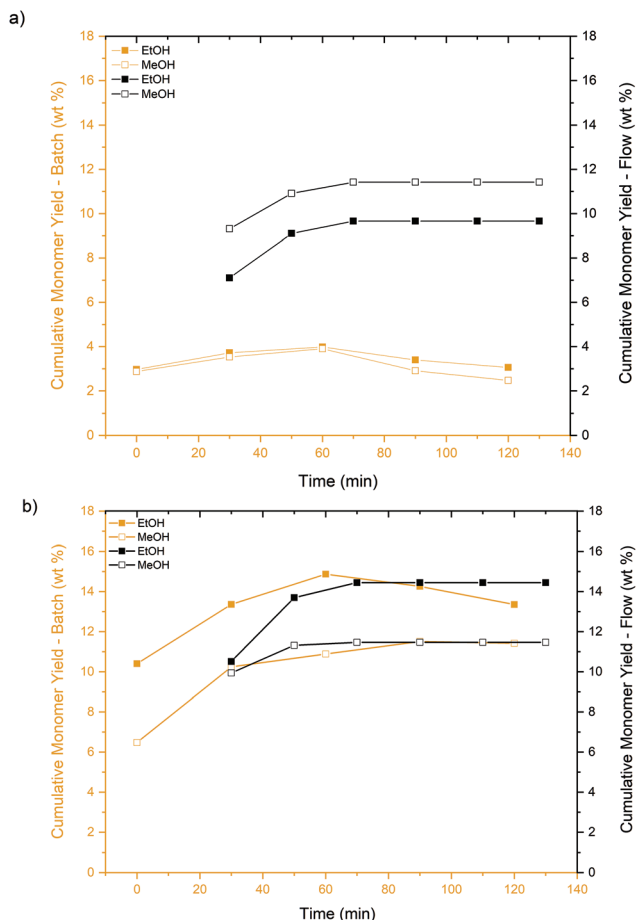 a)
18
16
14
12
10
8
6
4
2
0
Cumulative Monomer Yield - Batch (wt %)
EtOH
MeOH
EtOH
MeOH
18
16
14
12
10
8
6
4
2
0
Cumulative Monomer Yield - Flow (wt %)
0 20 40 60 80 100 120 140
Time (min)
b)
18
16
14
12
10
8
6
4
2
0
Cumulative Monomer Yield - Batch (wt %)
EtOH
MeOH
EtOH
MeOH
18
16
14
12
10
8
6
4
2
0
Cumulative Monomer Yield - Flow (wt %)
0 20 40 60 80 100 120 140
Time (min)